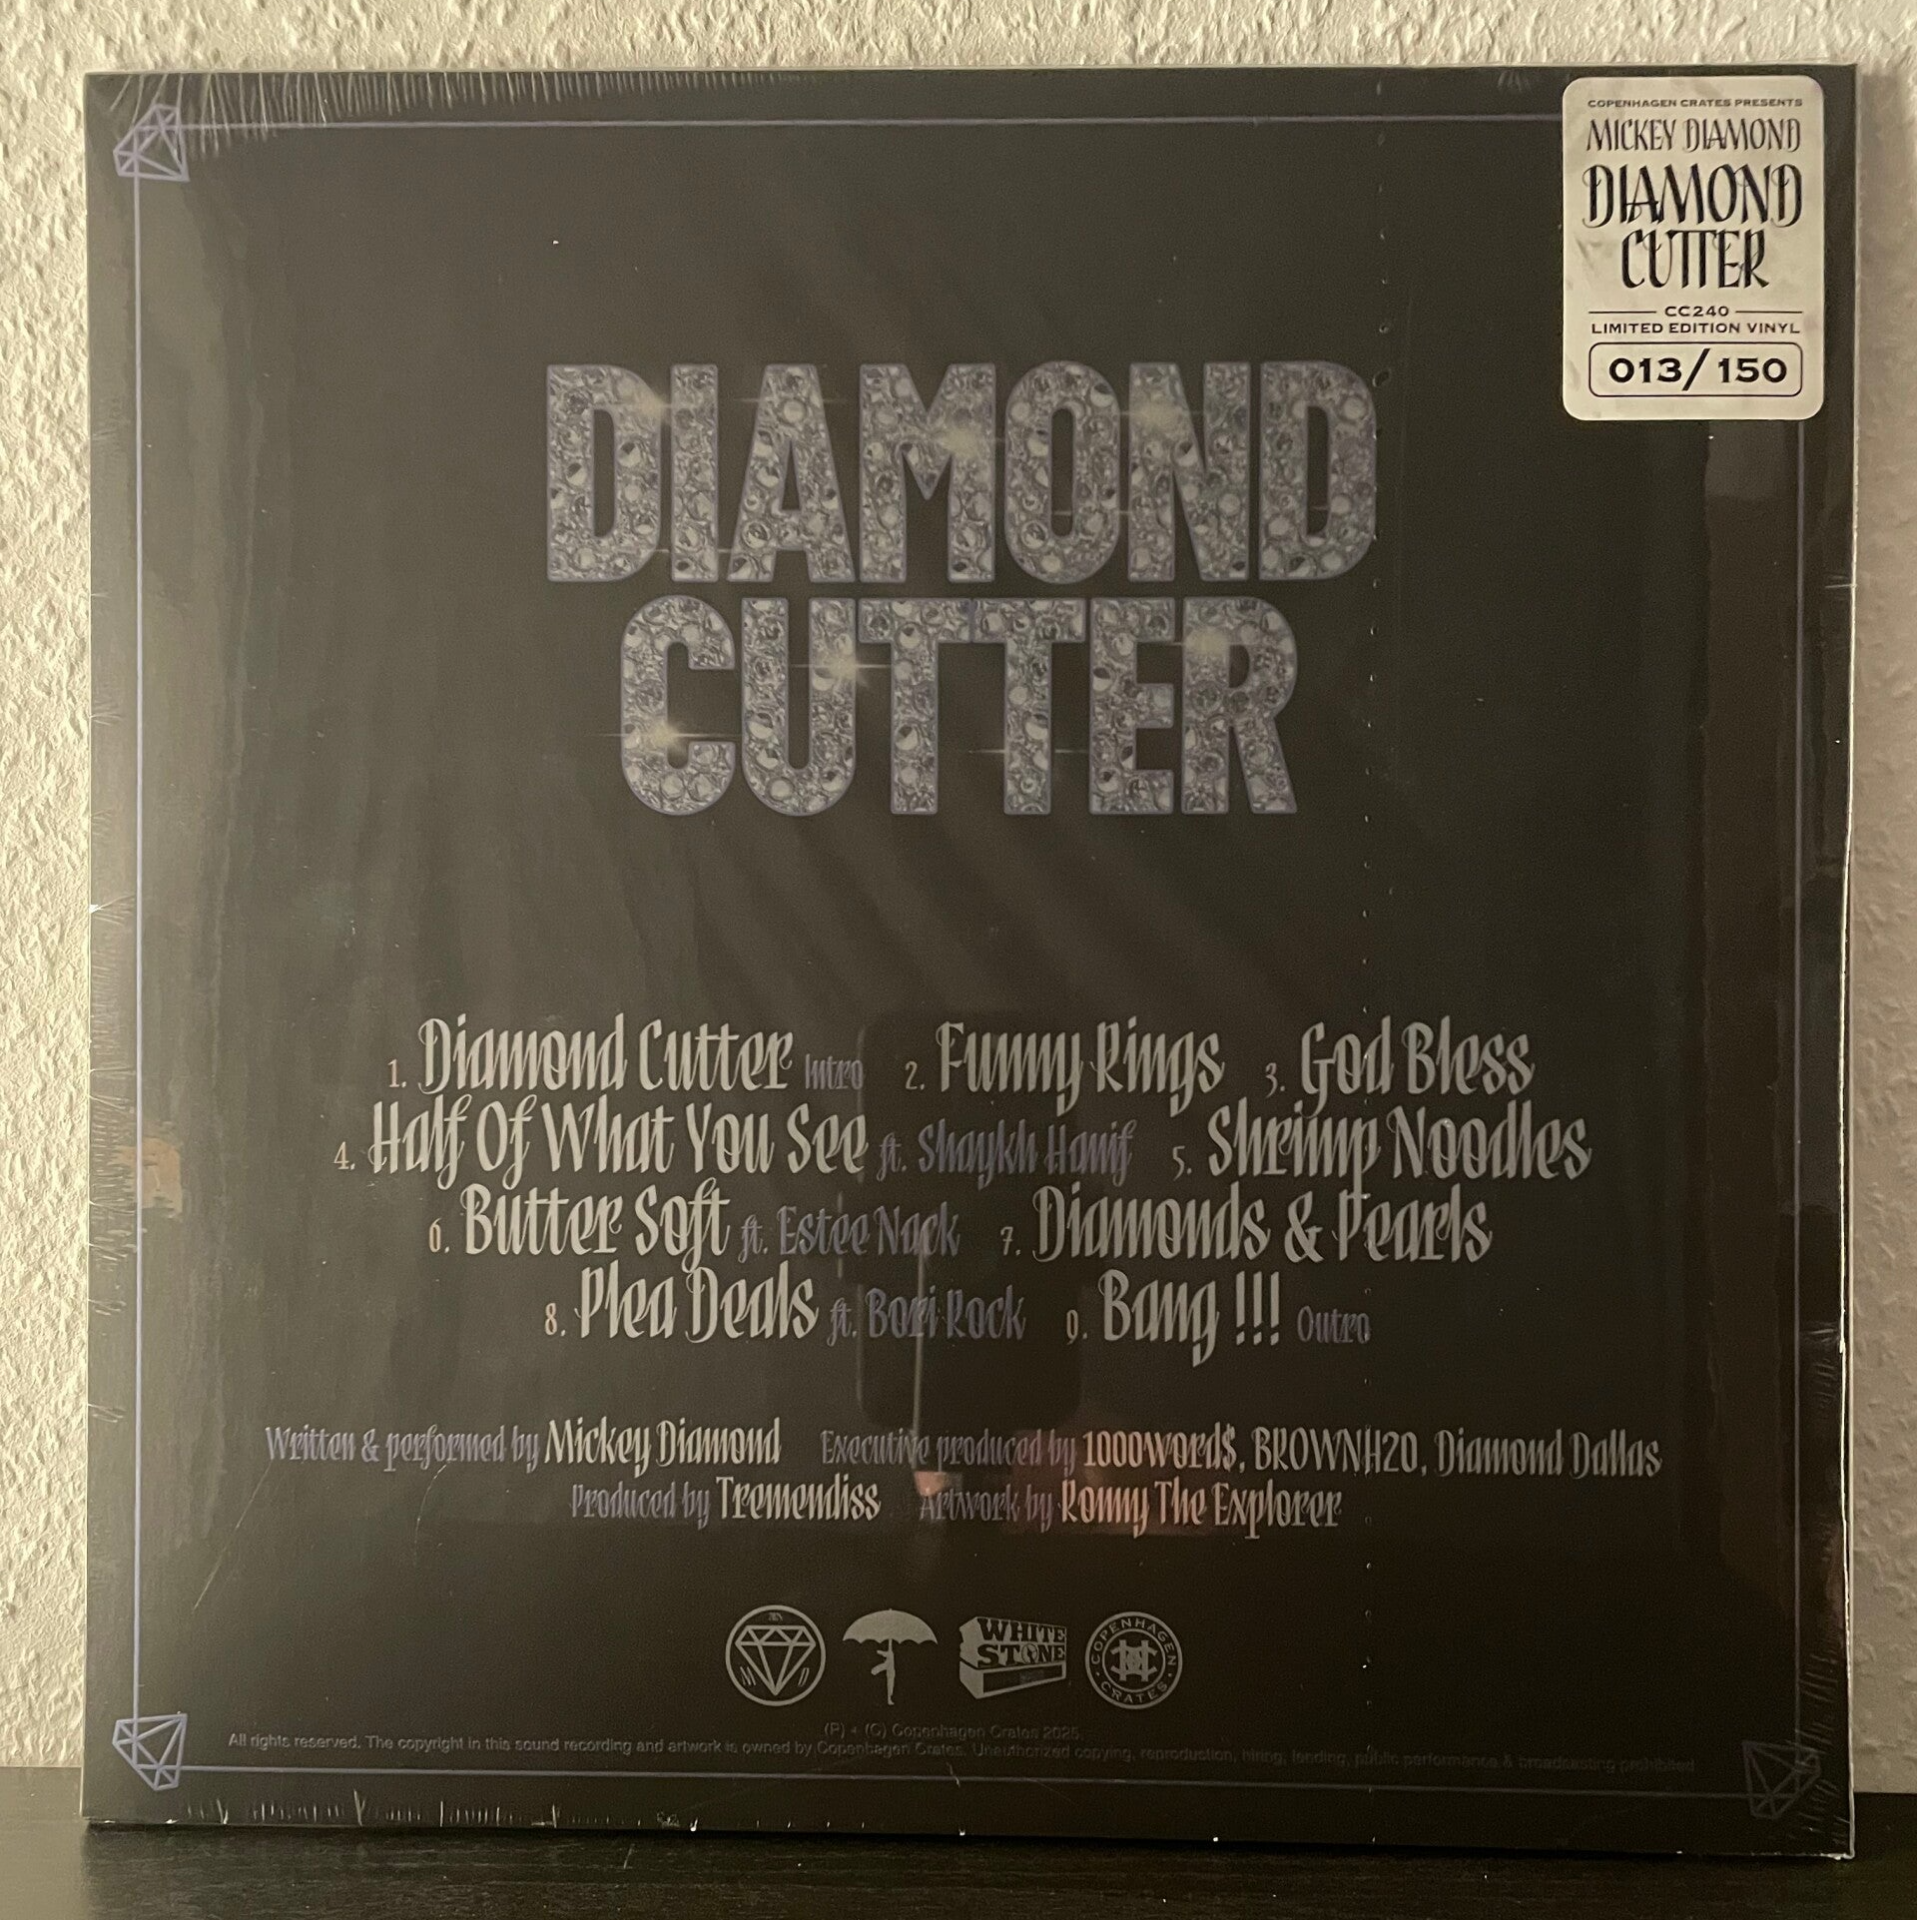 COPENHAGEN CRATES PRESENTS
MICKEY DIAMOND
DIAMOND
CUTTER
CC240
LIMITED EDITION VINYL
013/150
DIAMOND
CUTTER
1. Diamond Cutter Intro 2. Funny Rings 3. God Bless
4. Half Of What You See ft. Shaykh Hanif 5. Shrimp Noodles
6. Butter Soft ft. Estee Nack 7. Diamonds & Pearls
8. Plea Deals ft. Bori Rock 9. Bang !!! Outro
Written & performed by Mickey Diamond Executive produced by 1000word$, BROWNH20, Diamond Dallas
Produced by Tremendiss Artwork by Ronny The Explorer
M D
WHITE
STONE
COPENHAGEN
CRATES
(P) + (C) Copenhagen Crates 2025.
All rights reserved. The copyright in this sound recording and artwork is owned by Copenhagen Crates. Unauthorized copying, reproduction, hiring, lending, public performance & broadcasting prohibited